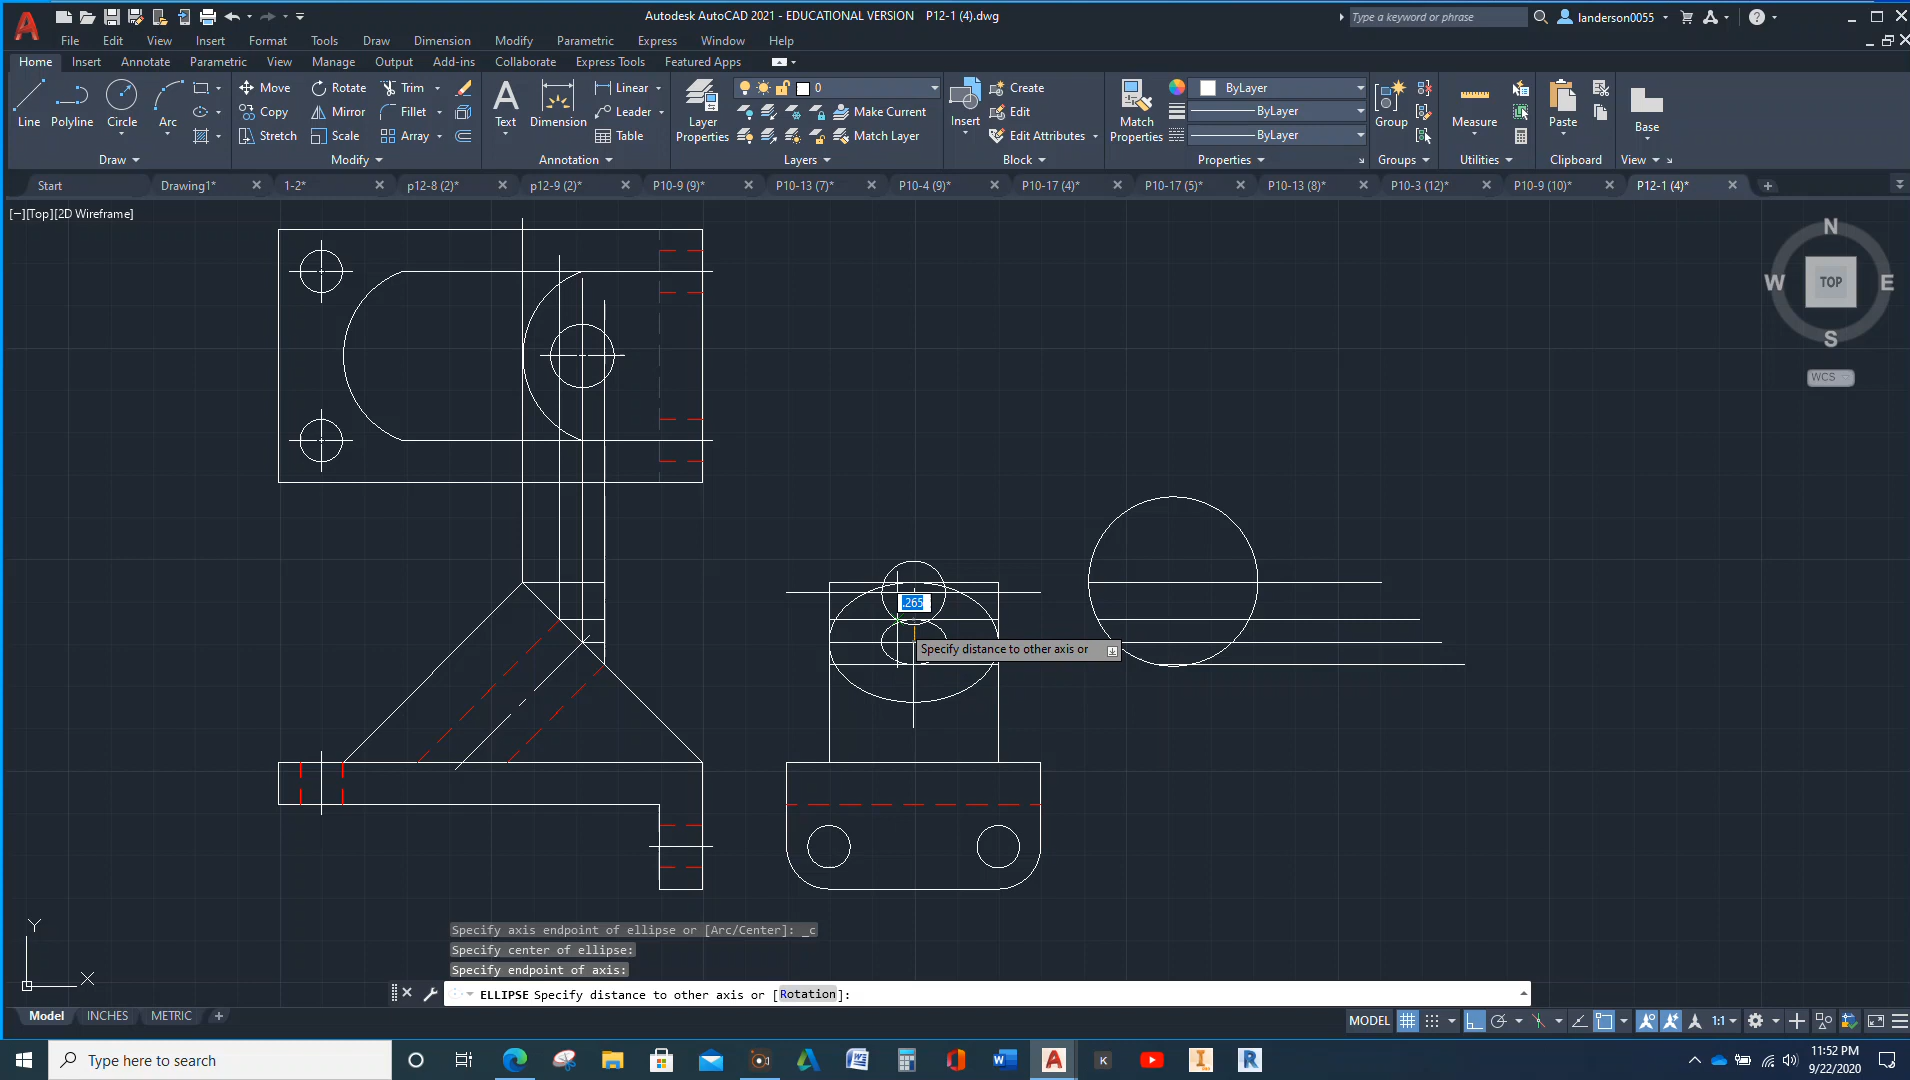 Autodesk AutoCAD 2021 - EDUCATIONAL VERSION P12-1 (4).dwg
Type a keyword or phrase
landerson0055
File Edit View Insert Format Tools Draw Dimension Modify Parametric Express Window Help
Home Insert Annotate Parametric View Manage Output Add-ins Collaborate Express Tools Featured Apps
Line Polyline Circle Arc
Move Rotate Trim
Copy Mirror Fillet
Stretch Scale Array
Text Dimension
Linear
Leader
Table
Layer Properties
0
Make Current
Match Layer
Insert
Create
Edit
Edit Attributes
Match Properties
ByLayer
ByLayer
ByLayer
Group
Measure
Paste
Base
Draw Modify Annotation Layers Block Properties Groups Utilities Clipboard View
Start Drawing1* 1-2* p12-8 (2)* p12-9 (2)* P10-9 (9)* P10-13 (7)* P10-4 (9)* P10-17 (4)* P10-17 (5)* P10-13 (8)* P10-3 (12)* P10-9 (10)* P12-1 (4)*
[−][Top][2D Wireframe]
N
W TOP E
S
WCS
.265
Specify distance to other axis or
Y
X
Specify axis endpoint of ellipse or [Arc/Center]: _c
Specify center of ellipse:
Specify endpoint of axis:
ELLIPSE Specify distance to other axis or [Rotation]:
Model INCHES METRIC
MODEL
1:1
Type here to search
11:52 PM
9/22/2020